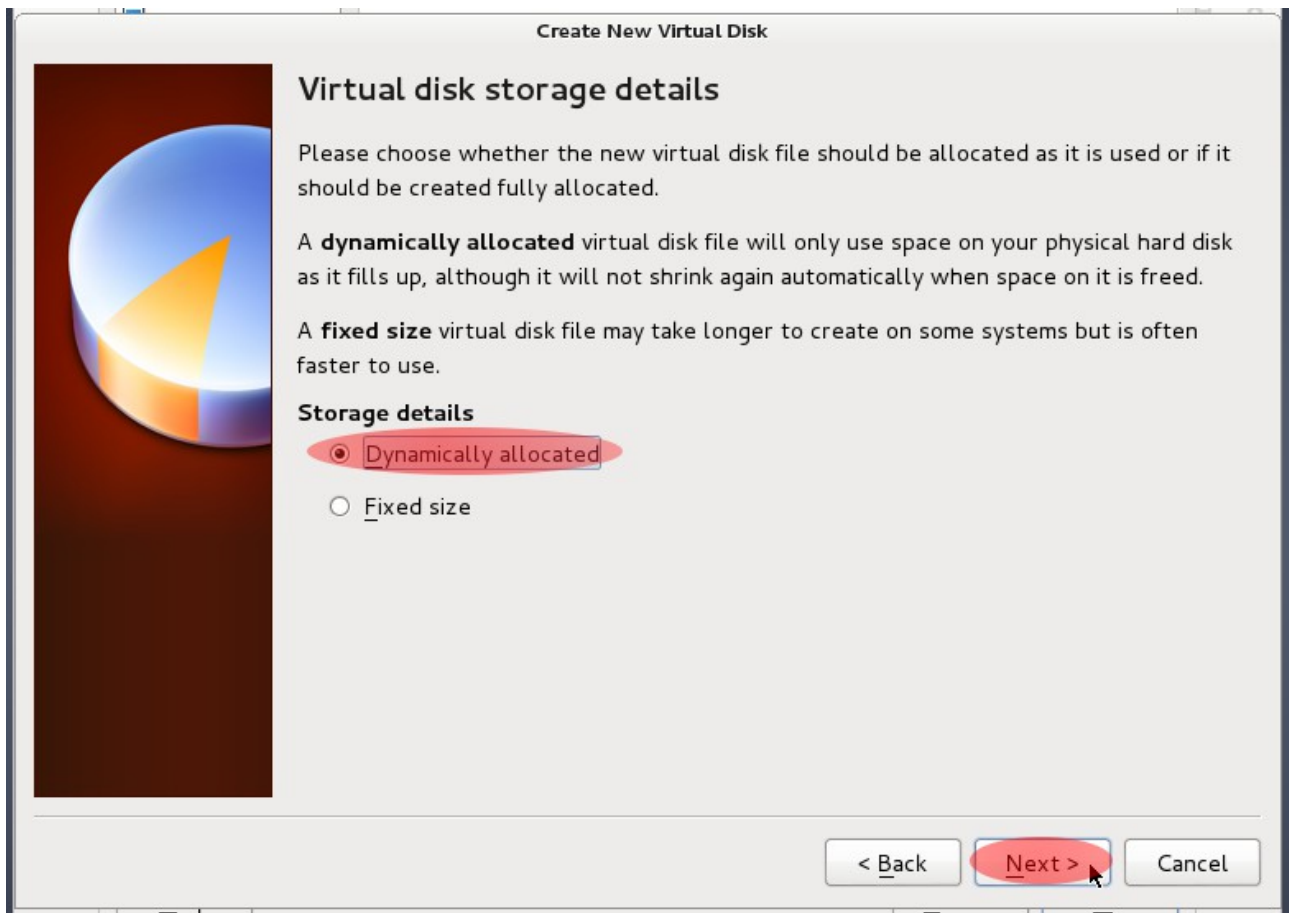 Create New Virtual Disk
Virtual disk storage details
Please choose whether the new virtual disk file should be allocated as it is used or if it
should be created fully allocated.
A dynamically allocated virtual disk file will only use space on your physical hard disk
as it fills up, although it will not shrink again automatically when space on it is freed.
A fixed size virtual disk file may take longer to create on some systems but is often
faster to use.
Storage details
Dynamically allocated
Fixed size
< Back
Next >
Cancel